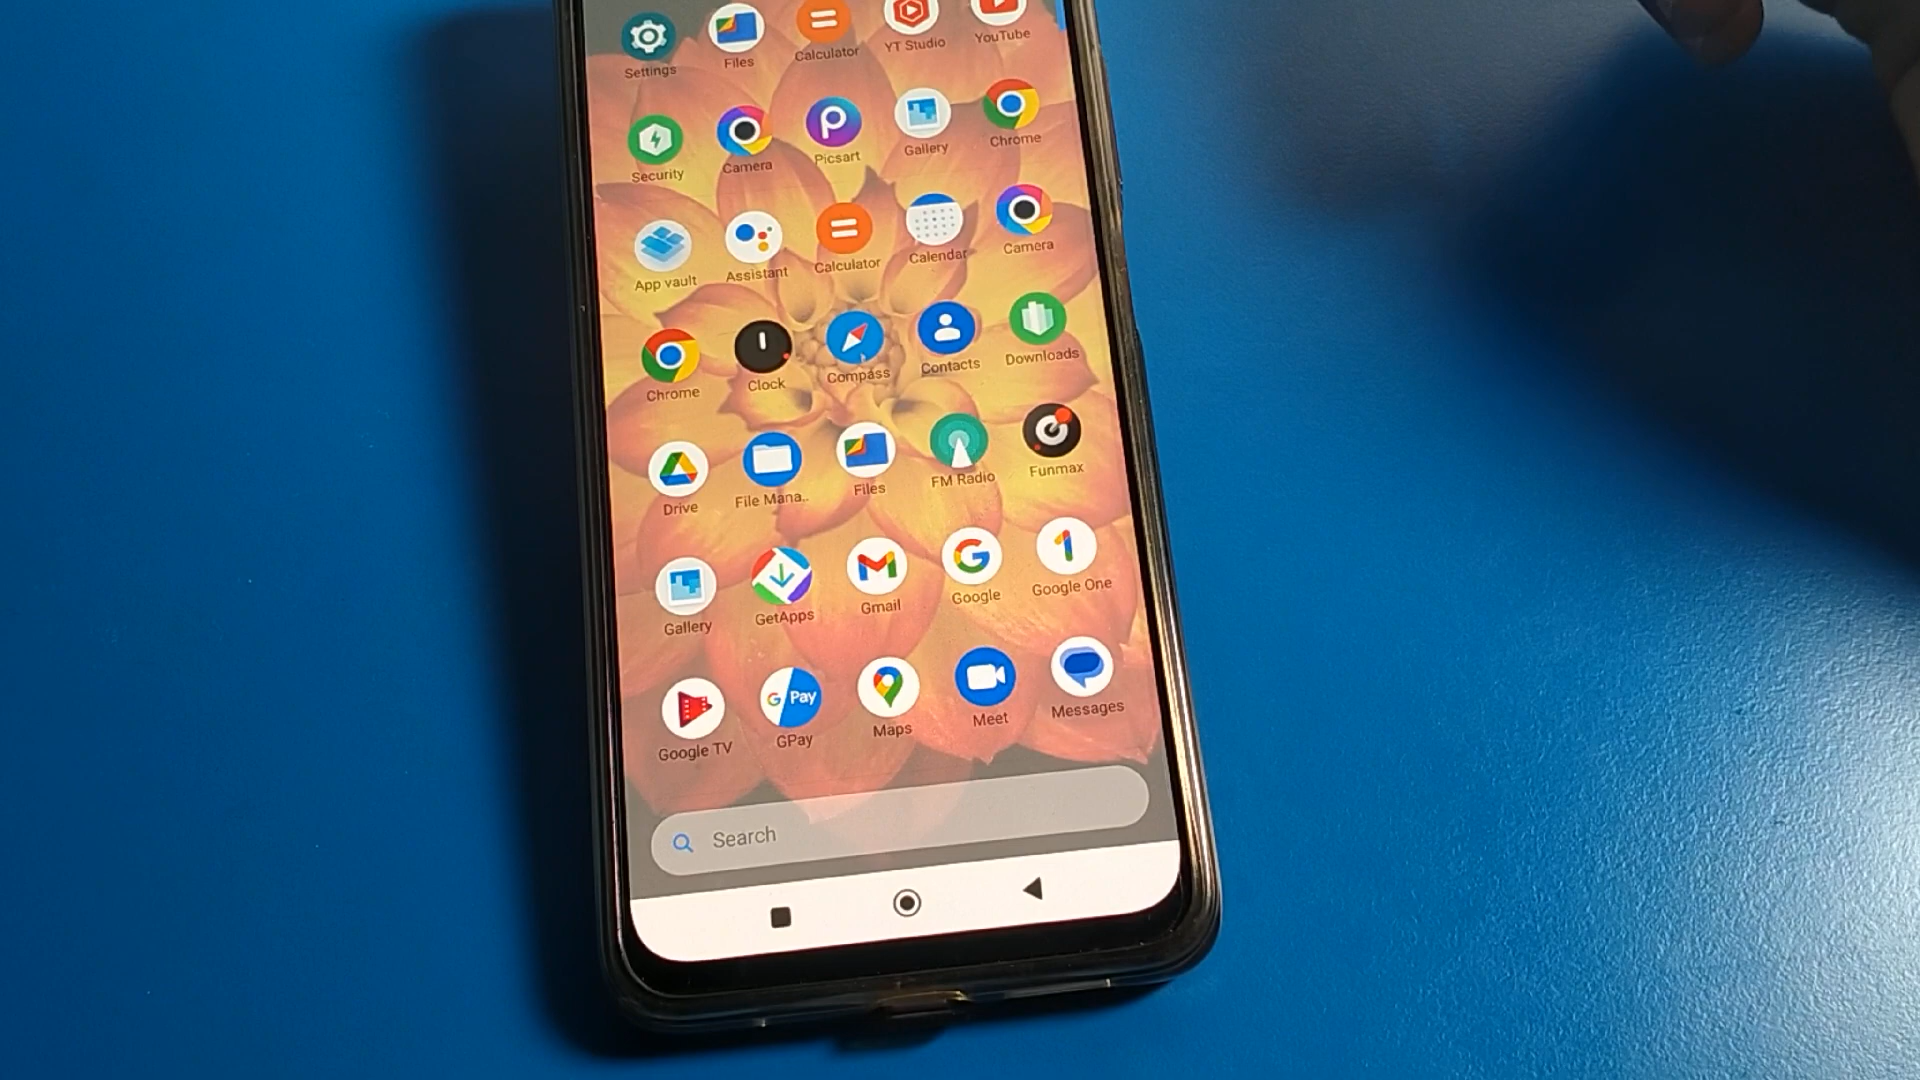 Settings Files Calculator YT Studio YouTube
Security Camera Picsart Gallery Chrome
App vault Assistant Calculator Calendar Camera
Chrome Clock Compass Contacts Downloads
Drive File Mana.. Files FM Radio Funmax
Gallery GetApps Gmail Google Google One
G Pay
Google TV GPay Maps Meet Messages
Search